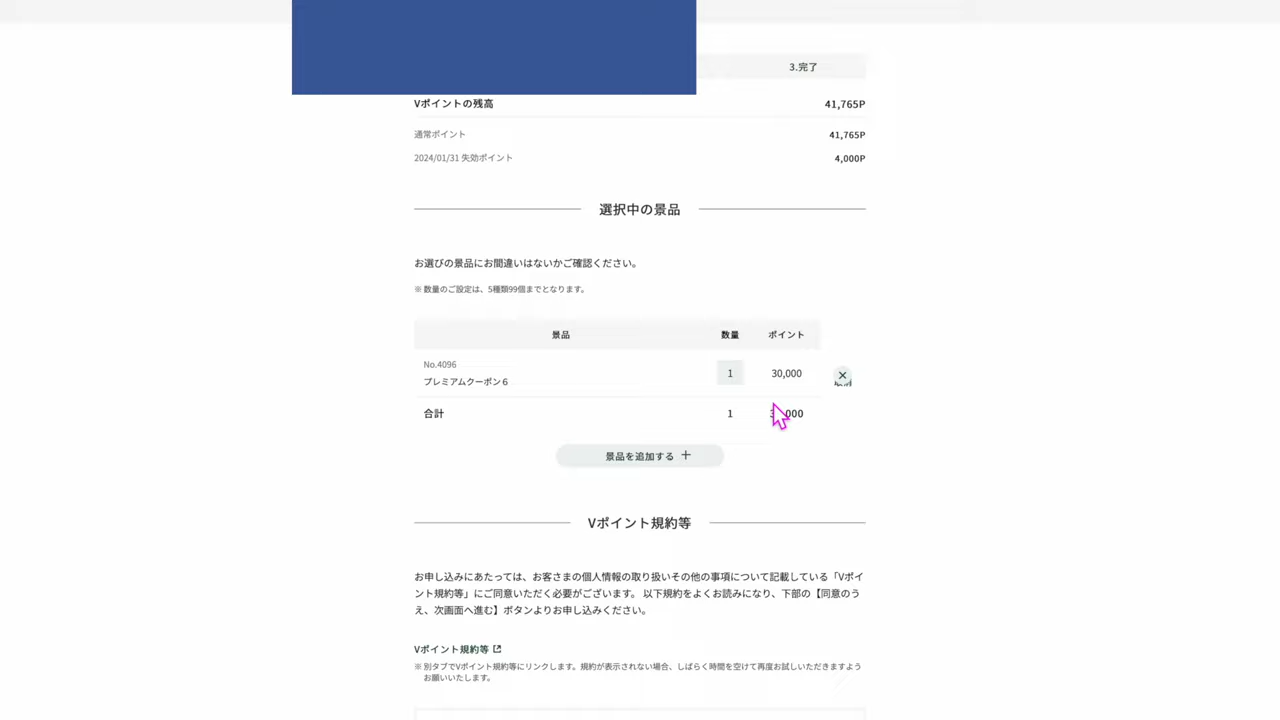 3.完了
Vポイントの残高 41,765P
通常ポイント 41,765P
2024/01/31 失効ポイント 4,000P
選択中の景品
お選びの景品にお間違いはないかご確認ください。
※ 数量のご設定は、5種類99個までとなります。
景品 数量 ポイント
No.4096
プレミアムクーポン６ 1 30,000
合計 1
景品を追加する +
Vポイント規約等
お申し込みにあたっては、お客さまの個人情報の取り扱いその他の事項について記載している「Vポイ
ント規約等」にご同意いただく必要がございます。 以下規約をよくお読みになり、下部の【同意のう
え、次画面へ進む】ボタンよりお申し込みください。
Vポイント規約等
※ 別タブでVポイント規約等にリンクします。規約が表示されない場合、しばらく時間を空けて再度お試しいただきますよう
お願いいたします。